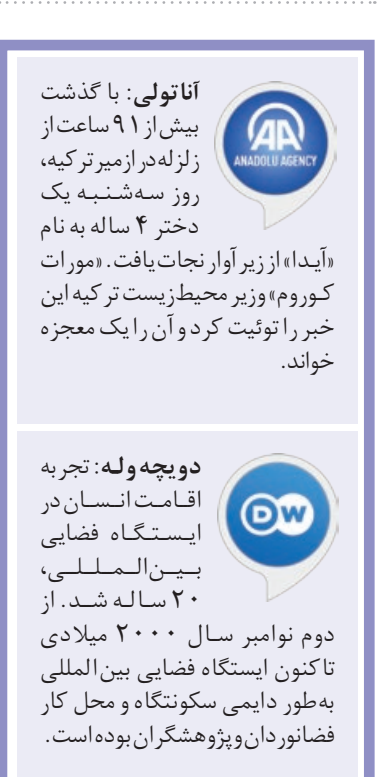 AA
ANADOLU AGENCY
آناتولی: با گذشت
بیش از ۹۱ ساعت از
زلزله در ازمیر ترکیه،
روز سه‌شنبه یک
دختر ۴ ساله به نام
«آیدا» از زیر آوار نجات یافت. «مورات
کوروم» وزیر محیط‌زیست ترکیه این
خبر را توئیت کرد و آن را یک معجزه
خواند.
DW
دویچه‌وله: تجربه
اقامت انسان در
ایستگاه فضایی
بین‌المللی،
۲۰ ساله شد. از
دوم نوامبر سال ۲۰۰۰ میلادی
تاکنون ایستگاه فضایی بین‌المللی
به‌طور دایمی سکونتگاه و محل کار
فضانوردان و پژوهشگران بوده است.